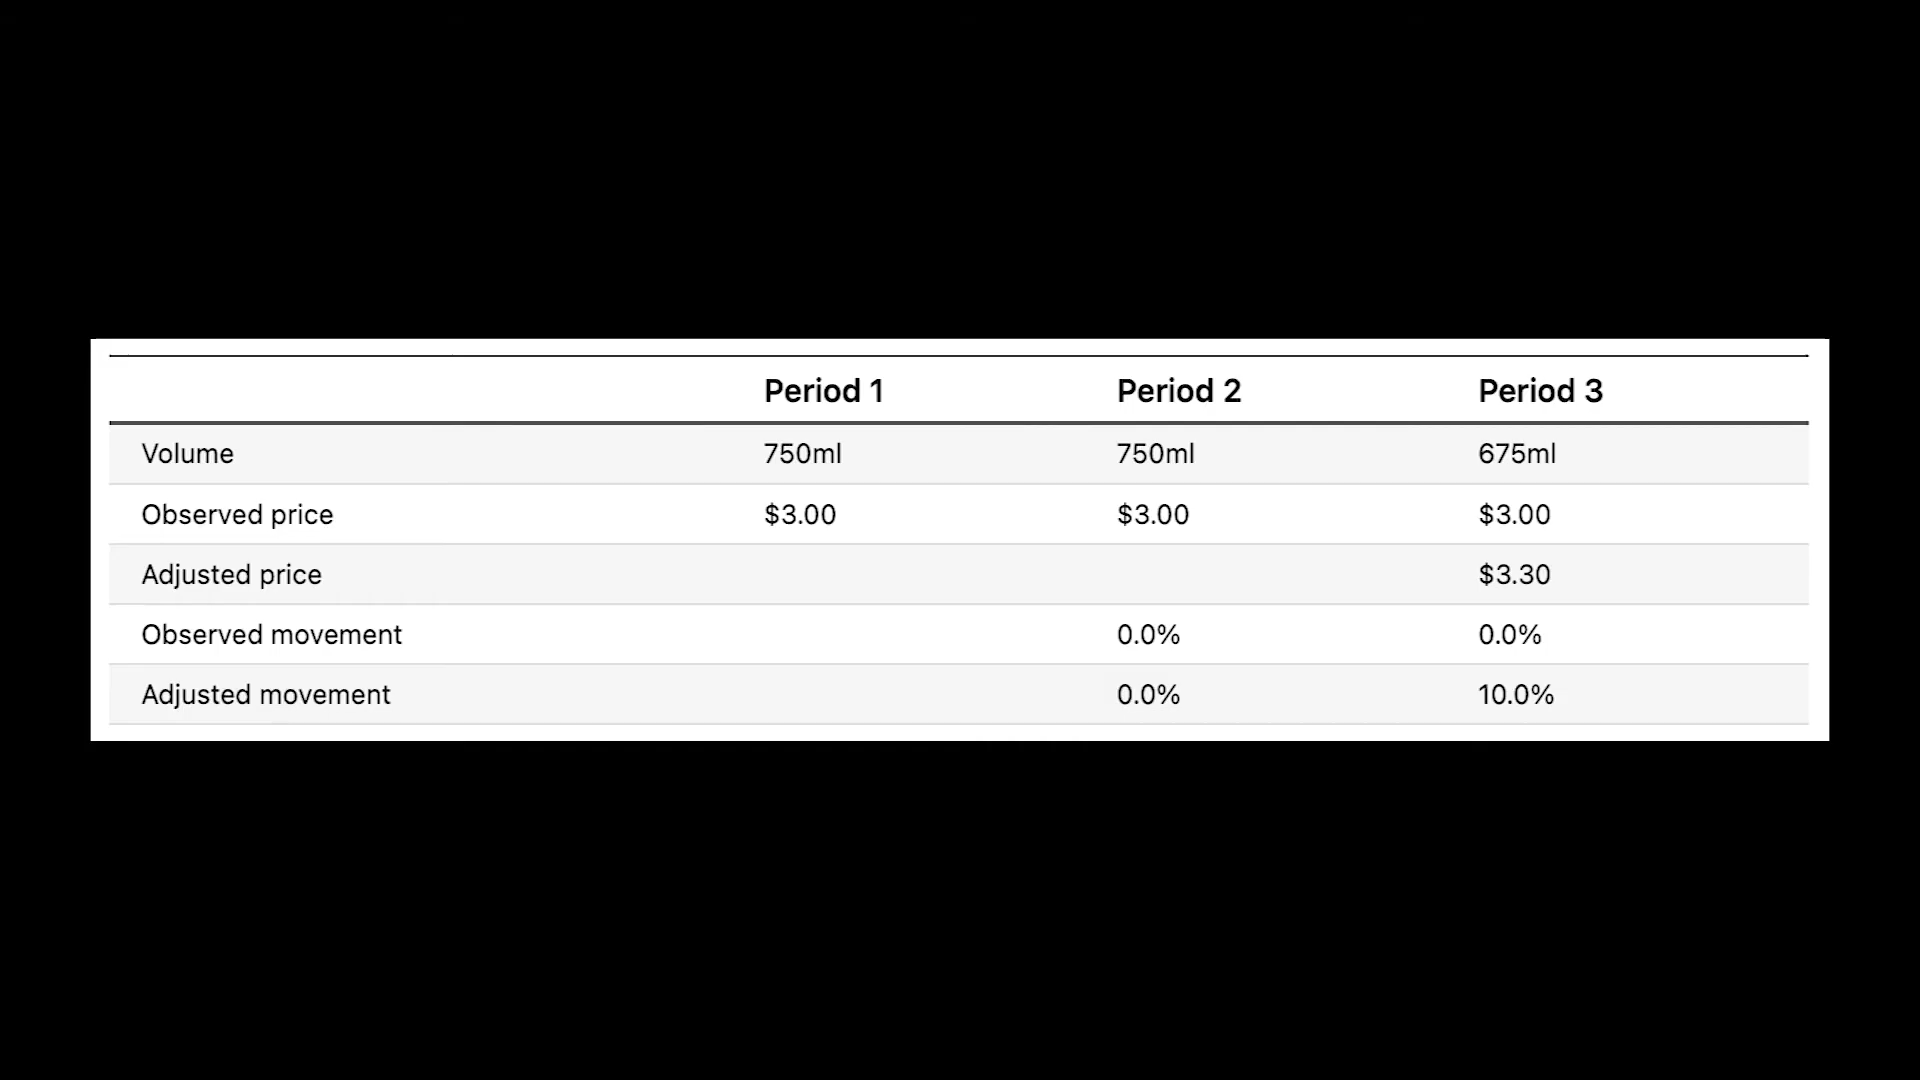 Period 1 Period 2 Period 3
Volume 750ml 750ml 675ml
Observed price $3.00 $3.00 $3.00
Adjusted price $3.30
Observed movement 0.0% 0.0%
Adjusted movement 0.0% 10.0%